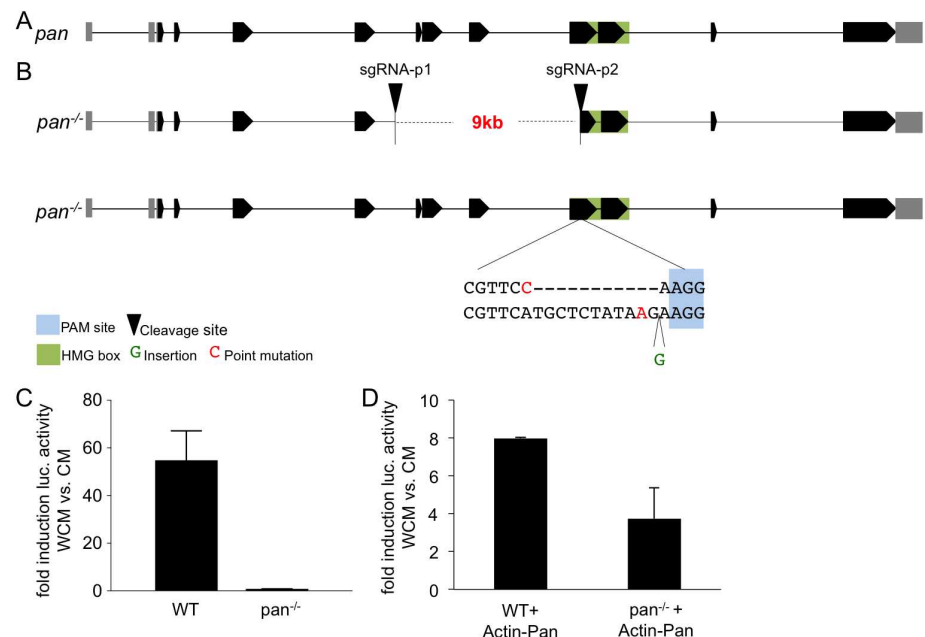 A
pan
B
sgRNA-p1 sgRNA-p2
pan-/-
9kb
pan-/-
CGTTCC------------AAGG
CGTTCATGCTCTATAAGAAGG
G
PAM site
Cleavage site
HMG box
G Insertion
C Point mutation
C
fold induction luc. activity
WCM vs. CM
80
60
40
20
0
WT pan-/-
D
fold induction luc. activity
WCM vs. CM
10
8
6
4
2
0
WT+ pan-/- +
Actin-Pan Actin-Pan